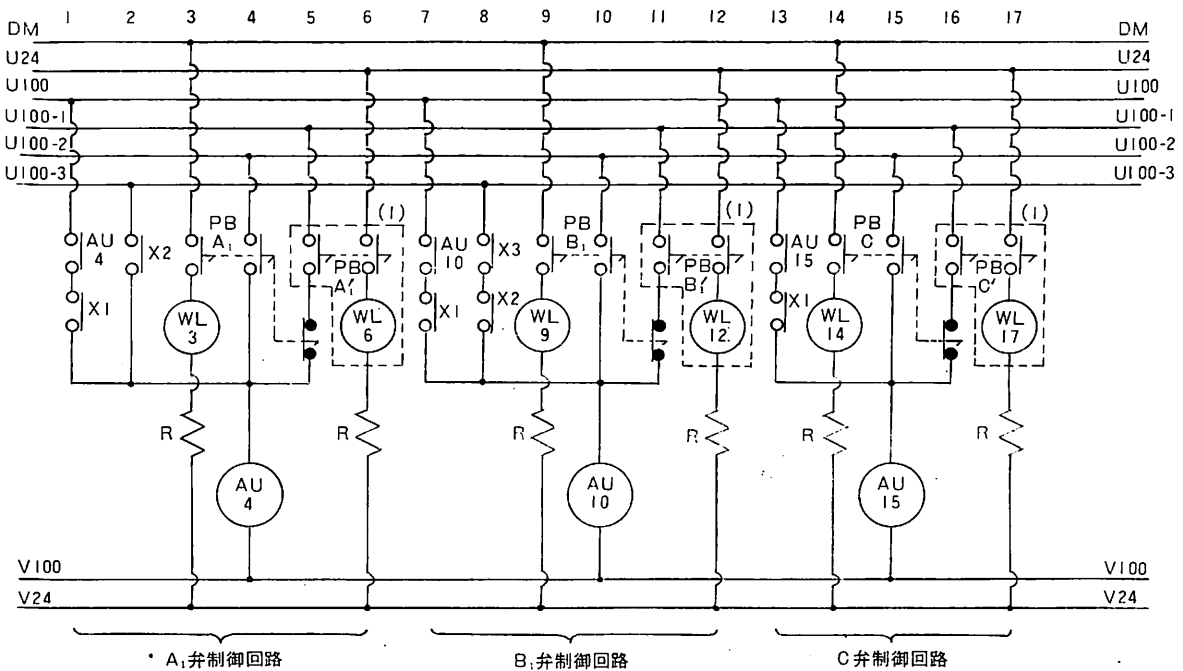 1 2 3 4 5 6 7 8 9 10 11 12 13 14 15 16 17
DM DM
U24 U24
U100 U100
U100-1 U100-1
U100-2 U100-2
U100-3 U100-3
(1) (1) (1)
AU 4
X1
X2
PB A₁
PB A₁′
WL 3
WL 6
R
R
AU 4
AU 10
X1
X3
X2
PB B₁
PB B₁′
WL 9
WL 12
R
R
AU 10
AU 15
X1
PB C
PB C′
WL 14
WL 17
R
R
AU 15
V100 V100
V24 V24
A₁弁制御回路 B₁弁制御回路 C弁制御回路